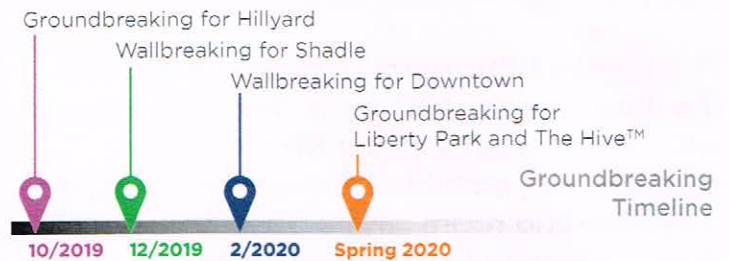 Groundbreaking for Hillyard
Wallbreaking for Shadle
Wallbreaking for Downtown
Groundbreaking for
Liberty Park and The Hive™
Groundbreaking
Timeline
10/2019 12/2019 2/2020 Spring 2020